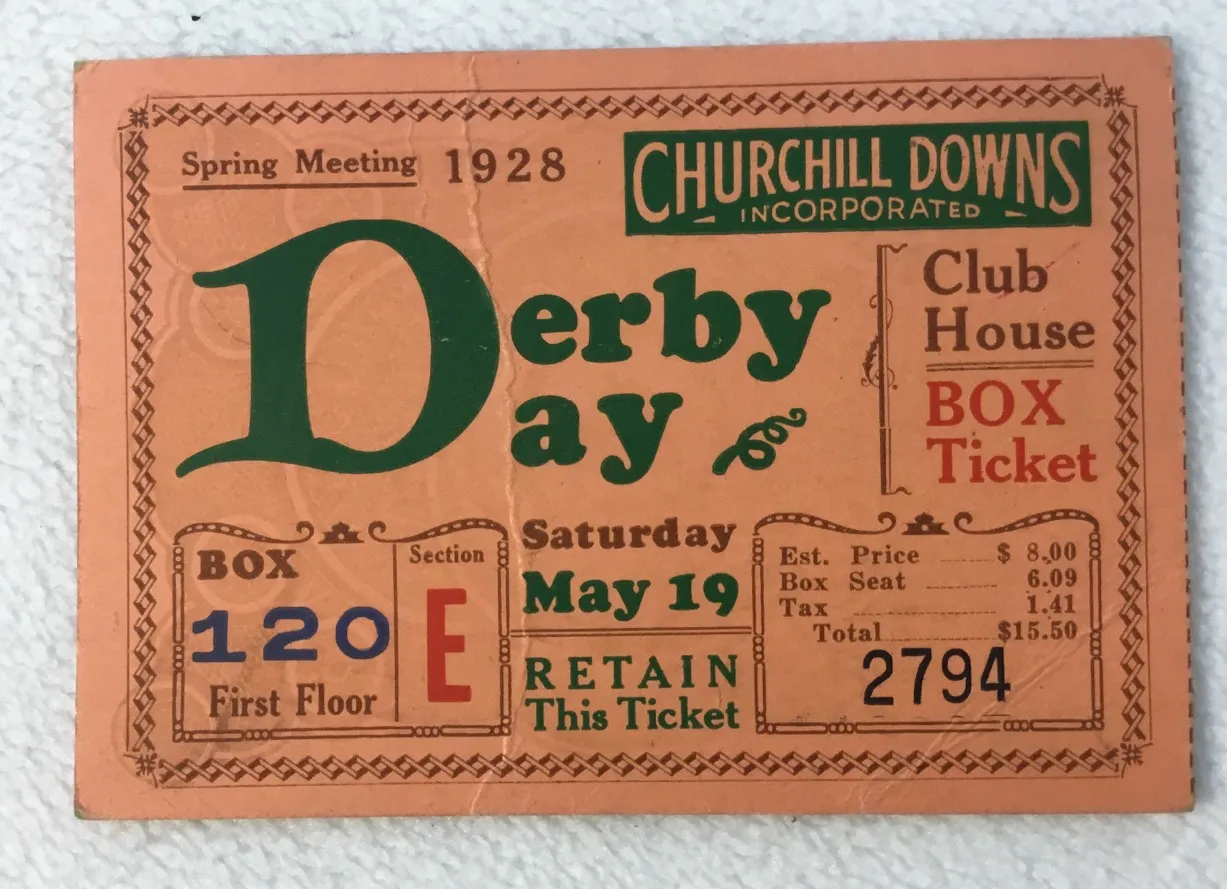 Spring Meeting 1928
CHURCHILL DOWNS
INCORPORATED
Derby
Day
Club
House
BOX
Ticket
BOX
120
First Floor
Section
E
Saturday
May 19
RETAIN
This Ticket
Est. Price $ 8.00
Box Seat 6.09
Tax 1.41
Total $15.50
2794